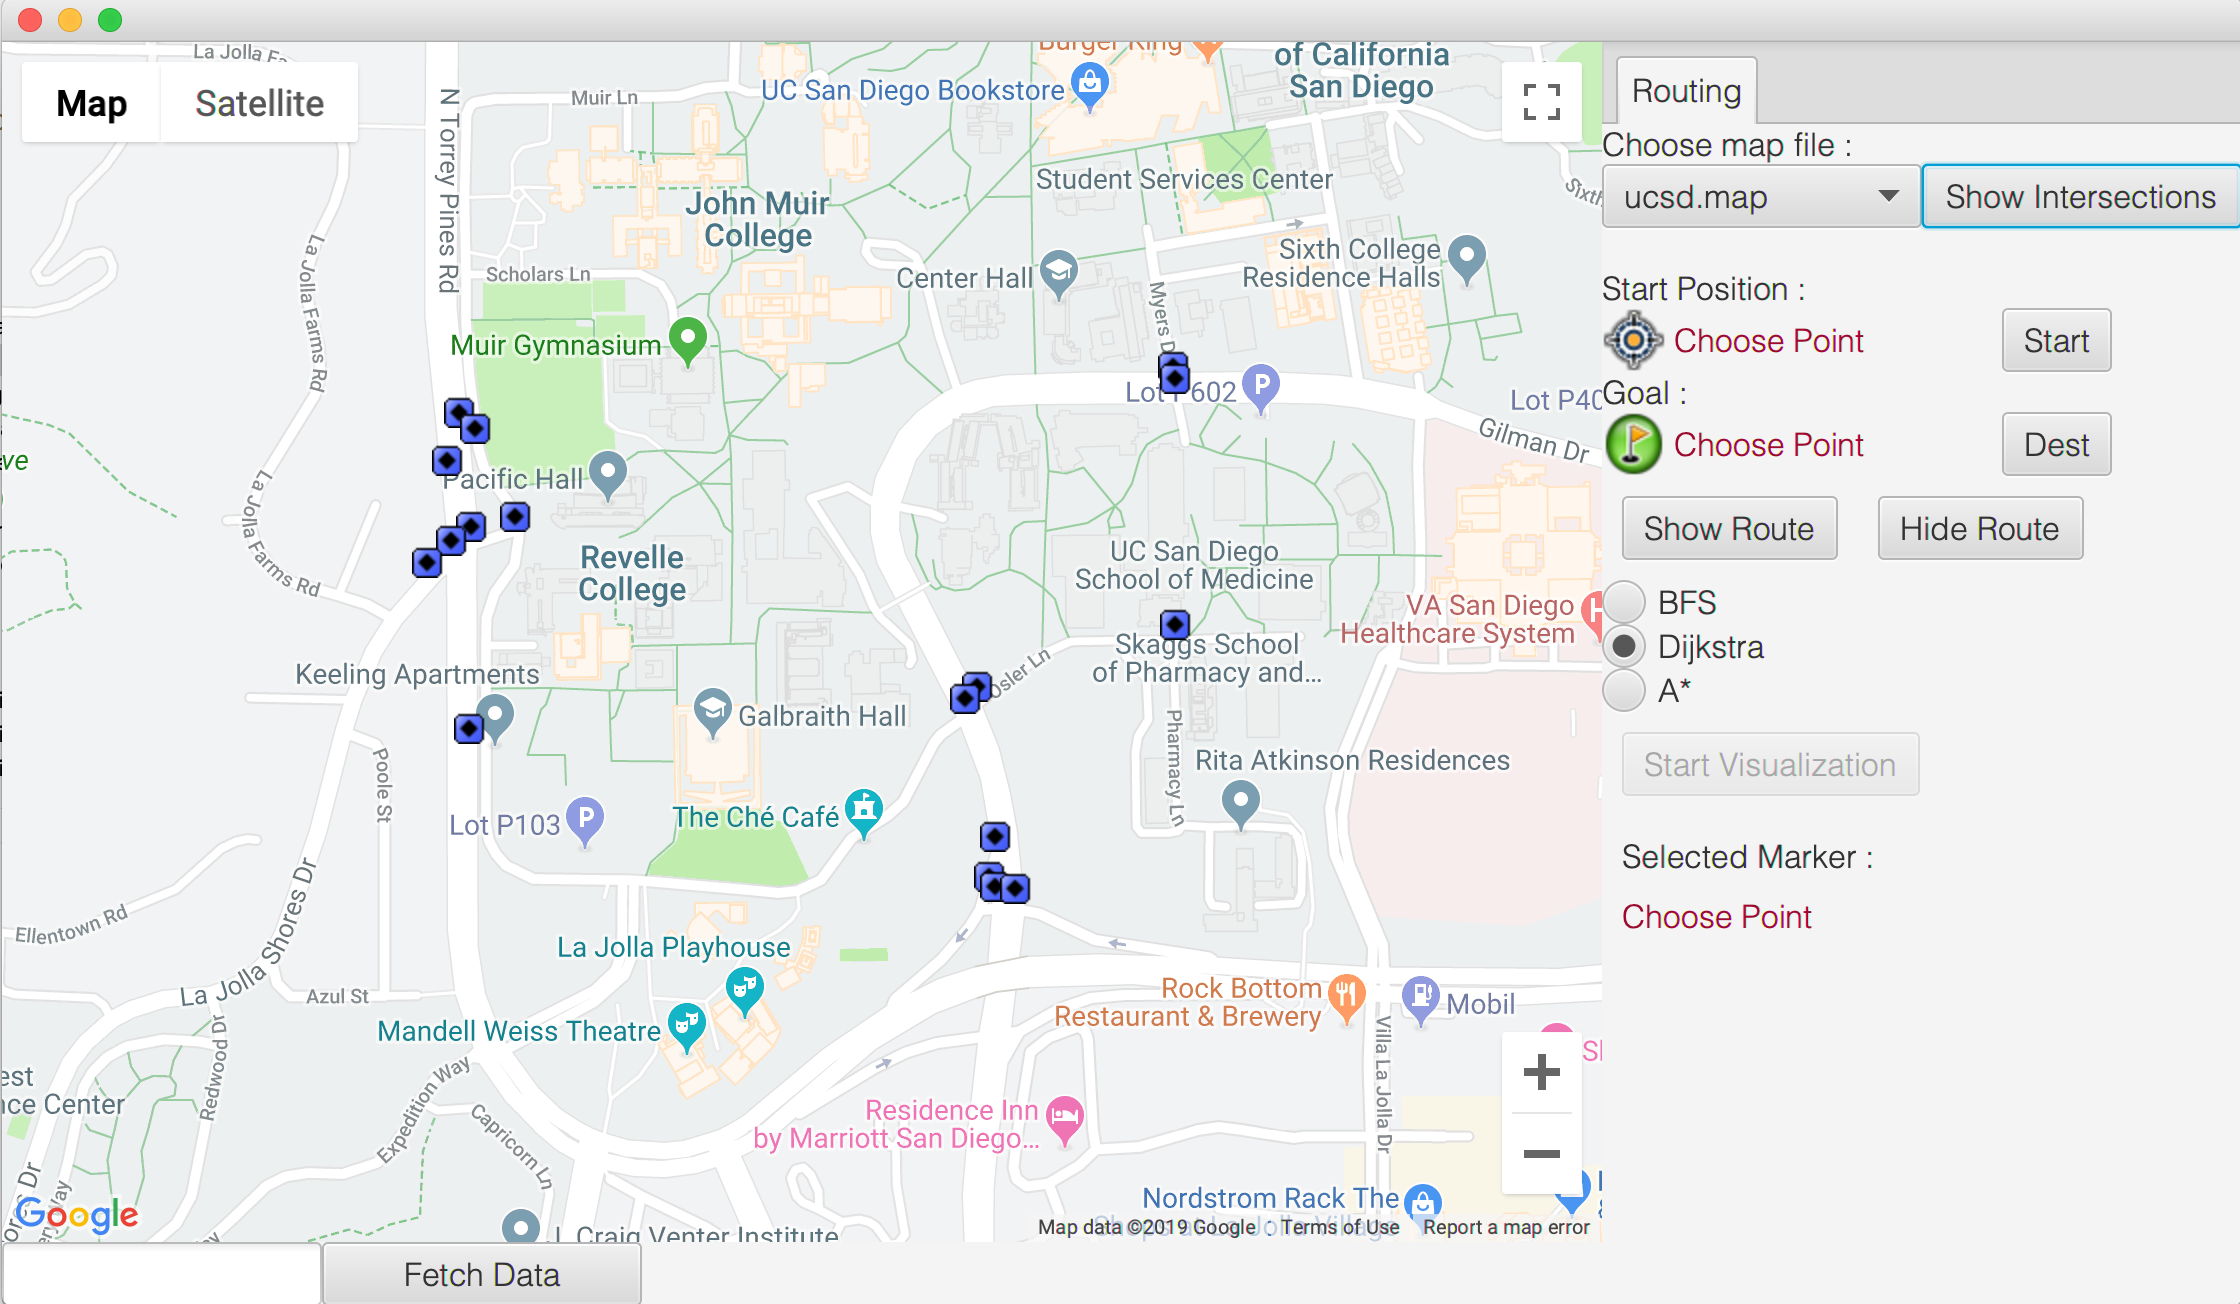 La Jolla Fa
Map
Satellite
N Torrey Pines Rd
Muir Ln
UC San Diego Bookstore
Burger King
of California
San Diego
Student Services Center
Sixth
John Muir
College
Scholars Ln
La Jolla Farms Rd
Center Hall
Myers D
Sixth College
Residence Halls
Muir Gymnasium
Lot P602
P
Lot P40
Gilman Dr
ve
Pacific Hall
La Jolla Farms Rd
Revelle
College
UC San Diego
School of Medicine
VA San Diego
Healthcare System
H
Skaggs School
of Pharmacy and...
Osler Ln
Keeling Apartments
Galbraith Hall
Pharmacy Ln
Rita Atkinson Residences
Poole St
Lot P103
P
The Ché Café
Ellentown Rd
La Jolla Shores Dr
La Jolla Playhouse
Azul St
Rock Bottom
Restaurant & Brewery
Mobil
Mandell Weiss Theatre
Redwood Dr
Expedition Way
Capricorn Ln
Villa La Jolla Dr
est
nce Center
Residence Inn
by Marriott San Diego...
Nordstrom Rack The
Shops at La Jolla Village
J. Craig Venter Institute
Google
Map data ©2019 Google
Terms of Use
Report a map error
Fetch Data
Routing
Choose map file :
ucsd.map
Show Intersections
Start Position :
Choose Point
Start
Goal :
Choose Point
Dest
Show Route
Hide Route
BFS
Dijkstra
A*
Start Visualization
Selected Marker :
Choose Point